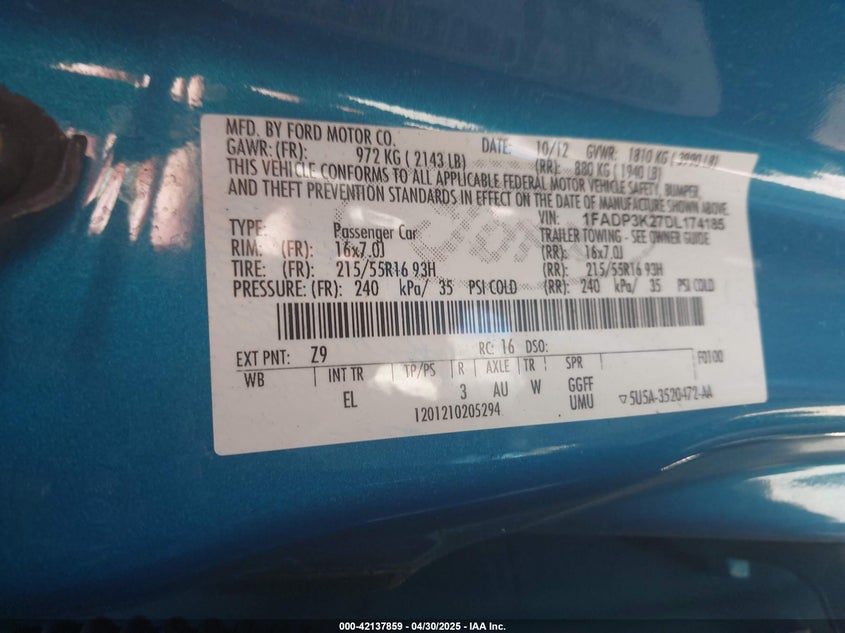 MFD. BY FORD MOTOR CO. DATE: 10/12 GVWR: 1810 KG ( 3990 LB)
GAWR: (FR): 972 KG ( 2143 LB) (RR): 880 KG ( 1940 LB)
THIS VEHICLE CONFORMS TO ALL APPLICABLE FEDERAL MOTOR VEHICLE SAFETY, BUMPER,
AND THEFT PREVENTION STANDARDS IN EFFECT ON THE DATE OF MANUFACTURE SHOWN ABOVE.
VIN: 1FADP3K27DL174185
TYPE: Passenger Car TRAILER TOWING - SEE OWNER GUIDE
RIM: (FR): 16x7.0J (RR): 16x7.0J
TIRE: (FR): 215/55R16 93H (RR): 215/55R16 93H
PRESSURE: (FR): 240 kPa/ 35 PSI COLD (RR): 240 kPa/ 35 PSI COLD
EXT PNT: Z9 RC: 16 DSO: F0100
WB INT TR TP/PS R AXLE TR SPR
EL 3 AU W GGFF
1201210205294 UMU ▽5U5A-3520472-AA
000-42137859 - 04/30/2025 - IAA Inc.